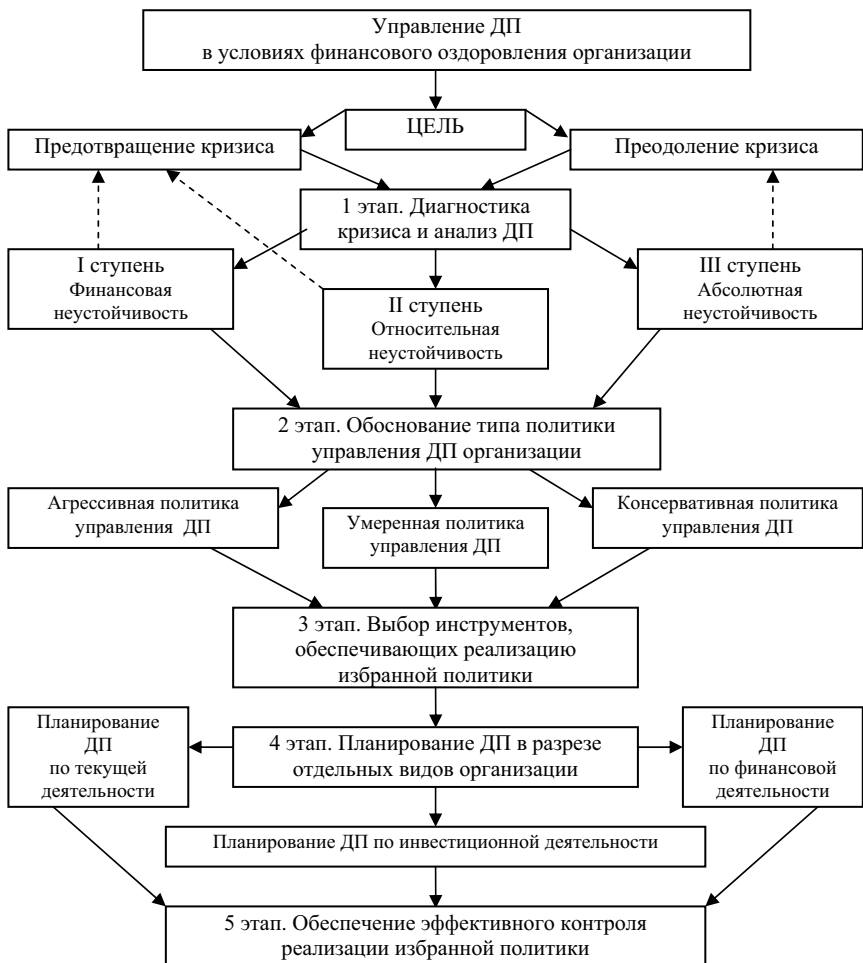 Управление ДП
в условиях финансового оздоровления организации
ЦЕЛЬ
Предотвращение кризиса
Преодоление кризиса
1 этап. Диагностика
кризиса и анализ ДП
I ступень
Финансовая
неустойчивость
II ступень
Относительная
неустойчивость
III ступень
Абсолютная
неустойчивость
2 этап. Обоснование типа политики
управления ДП организации
Агрессивная политика
управления ДП
Умеренная политика
управления ДП
Консервативная политика
управления ДП
3 этап. Выбор инструментов,
обеспечивающих реализацию
избранной политики
Планирование
ДП
по текущей
деятельности
4 этап. Планирование ДП в разрезе
отдельных видов организации
Планирование
ДП
по финансовой
деятельности
Планирование ДП по инвестиционной деятельности
5 этап. Обеспечение эффективного контроля
реализации избранной политики